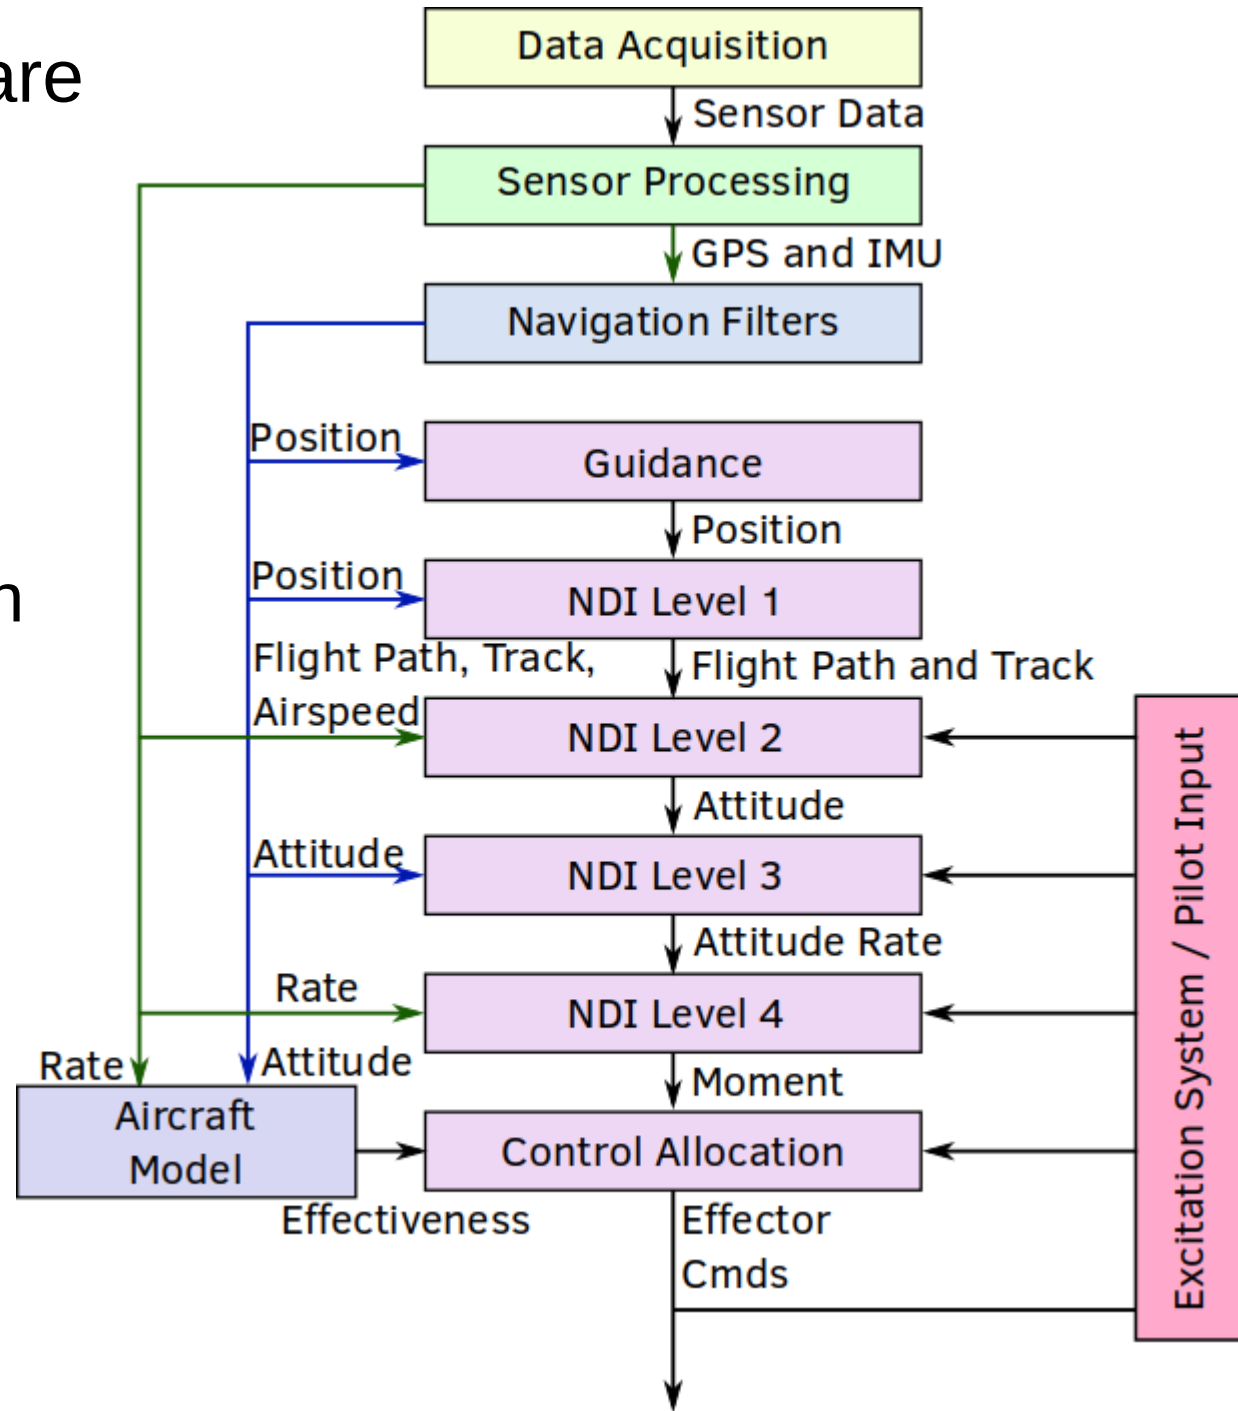 are
Data Acquisition
Sensor Data
Sensor Processing
GPS and IMU
Navigation Filters
Position
Guidance
Position
n
Position
NDI Level 1
Flight Path, Track,
Airspeed
Flight Path and Track
NDI Level 2
Attitude
Attitude
NDI Level 3
Attitude Rate
Rate
NDI Level 4
Rate
Attitude
Moment
Aircraft
Model
Control Allocation
Effectiveness
Effector
Cmds
Excitation System / Pilot Input